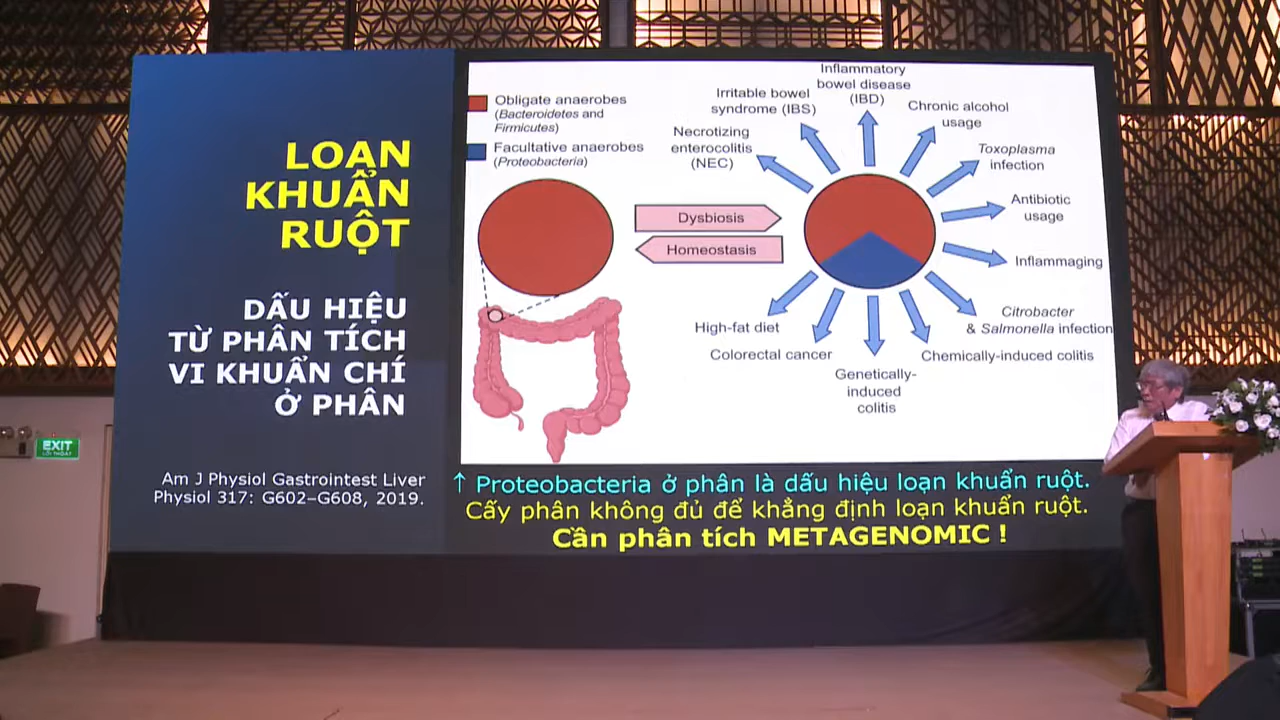 LOẠN
KHUẨN
RUỘT
DẤU HIỆU
TỪ PHÂN TÍCH
VI KHUẨN CHÍ
Ở PHÂN
Am J Physiol Gastrointest Liver
Physiol 317: G602–G608, 2019.
Obligate anaerobes
(Bacteroidetes and
Firmicutes)
Facultative anaerobes
(Proteobacteria)
Dysbiosis
Homeostasis
Necrotizing
enterocolitis
(NEC)
Irritable bowel
syndrome (IBS)
Inflammatory
bowel disease
(IBD)
Chronic alcohol
usage
Toxoplasma
infection
Antibiotic
usage
Inflammaging
Citrobacter
& Salmonella infection
Chemically-induced colitis
Genetically-
induced
colitis
Colorectal cancer
High-fat diet
↑ Proteobacteria ở phân là dấu hiệu loạn khuẩn ruột.
Cấy phân không đủ để khẳng định loạn khuẩn ruột.
Cần phân tích METAGENOMIC !
EXIT
LỐI THOÁT